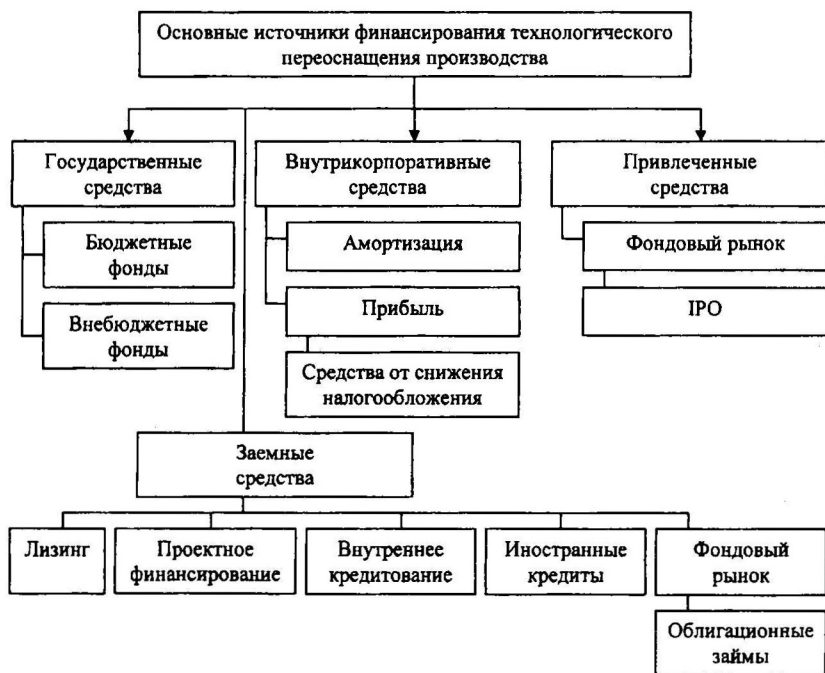 Основные источники финансирования технологического
переоснащения производства
Государственные
средства
Бюджетные
фонды
Внебюджетные
фонды
Внутрикорпоративные
средства
Амортизация
Прибыль
Средства от снижения
налогообложения
Привлеченные
средства
Фондовый рынок
IPO
Заемные
средства
Лизинг
Проектное
финансирование
Внутреннее
кредитование
Иностранные
кредиты
Фондовый
рынок
Облигационные
займы